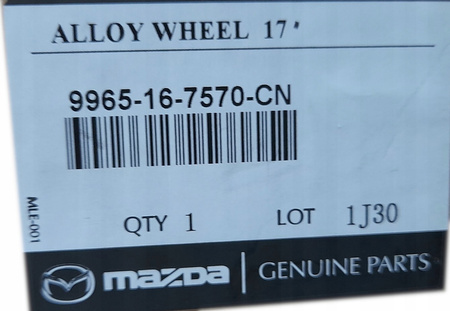 ALLOY WHEEL 17"
9965-16-7570-CN
MLE-001
QTY 1 LOT 1J30
mazda GENUINE PARTS